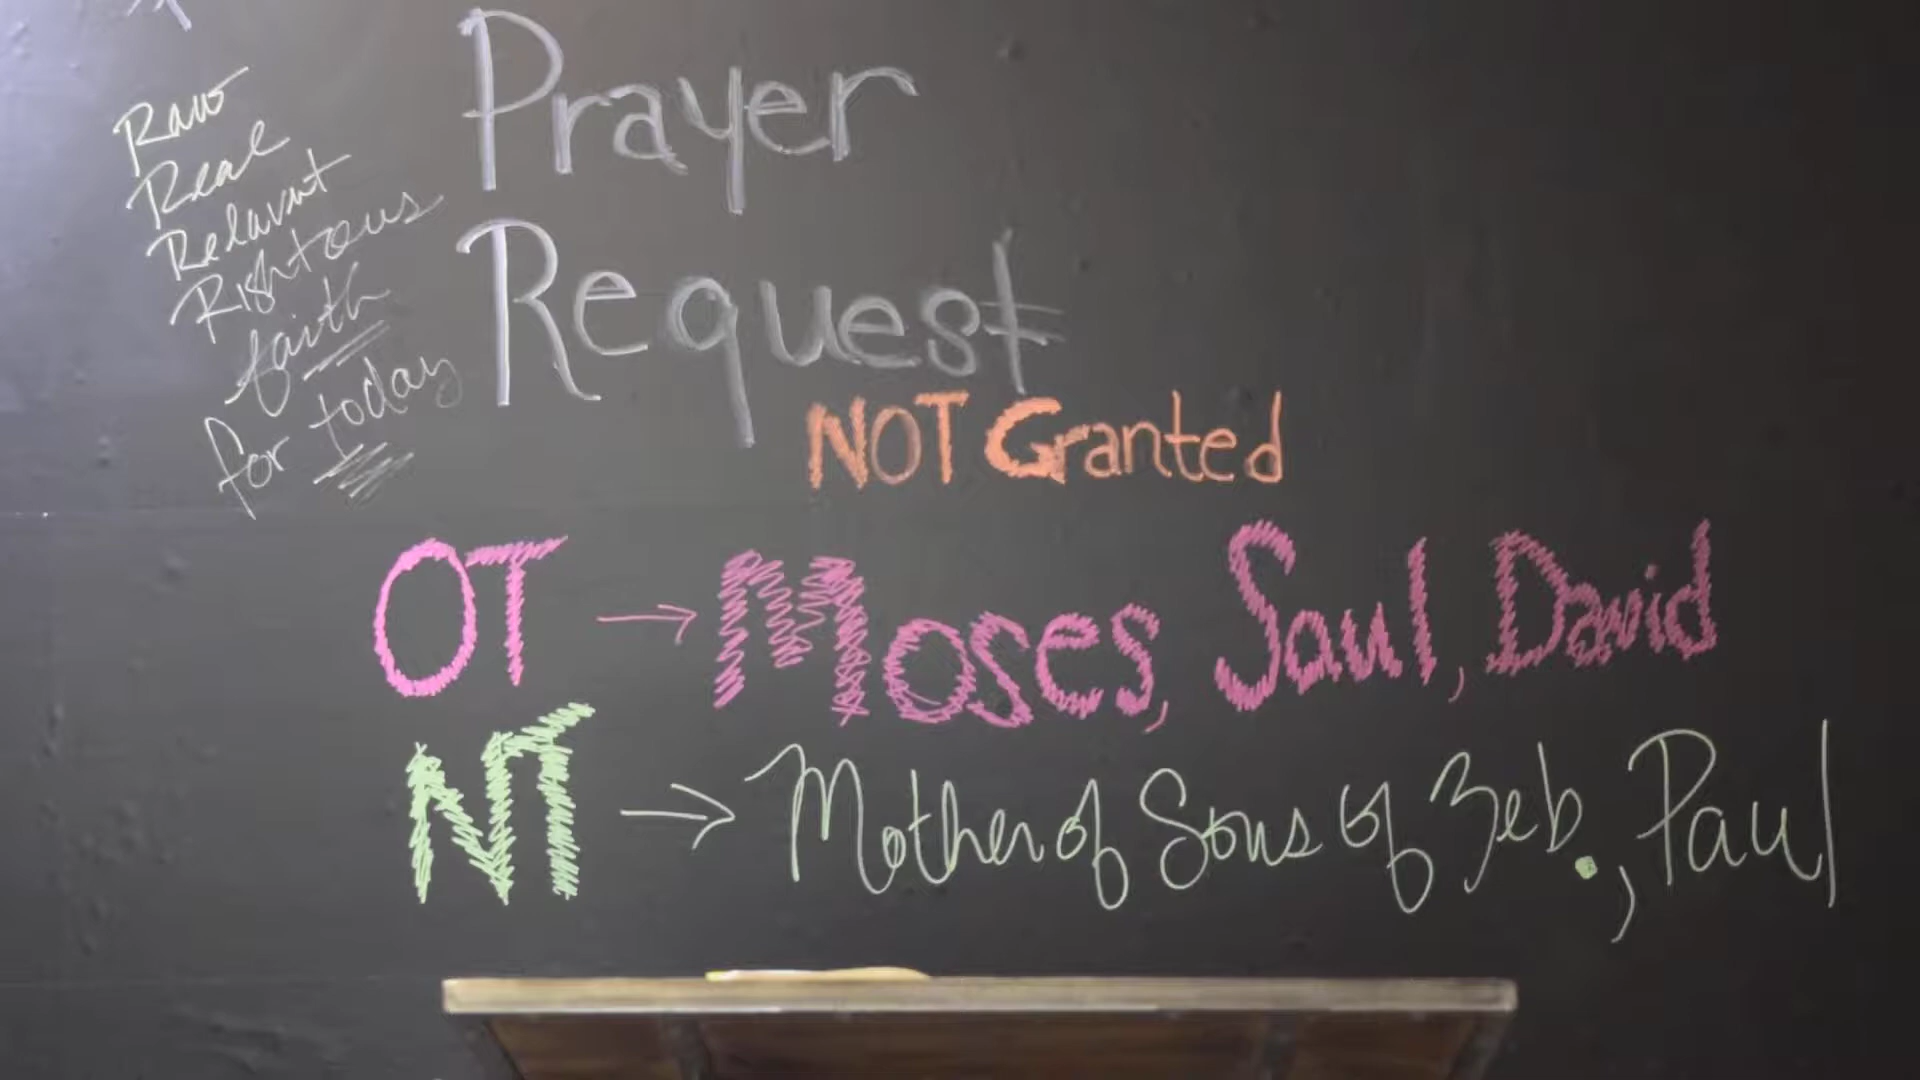 Raw
Real
Relavant
Rightous
faith
for today
Prayer
Request
NOT Granted
OT → Moses, Saul, David
NT → Mother of Sons of Zeb., Paul